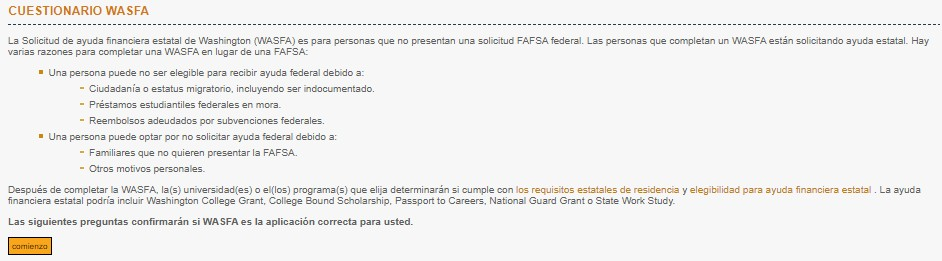 CUESTIONARIO WASFA
La Solicitud de ayuda financiera estatal de Washington (WASFA) es para personas que no presentan una solicitud FAFSA federal. Las personas que completan un WASFA están solicitando ayuda estatal. Hay
varias razones para completar una WASFA en lugar de una FAFSA:
Una persona puede no ser elegible para recibir ayuda federal debido a:
- Ciudadanía o estatus migratorio, incluyendo ser indocumentado.
- Préstamos estudiantiles federales en mora.
- Reembolsos adeudados por subvenciones federales.
Una persona puede optar por no solicitar ayuda federal debido a:
- Familiares que no quieren presentar la FAFSA.
- Otros motivos personales.
Después de completar la WASFA, la(s) universidad(es) o el(los) programa(s) que elija determinarán si cumple con los requisitos estatales de residencia y elegibilidad para ayuda financiera estatal . La ayuda
financiera estatal podría incluir Washington College Grant, College Bound Scholarship, Passport to Careers, National Guard Grant o State Work Study.
Las siguientes preguntas confirmarán si WASFA es la aplicación correcta para usted.
comienzo